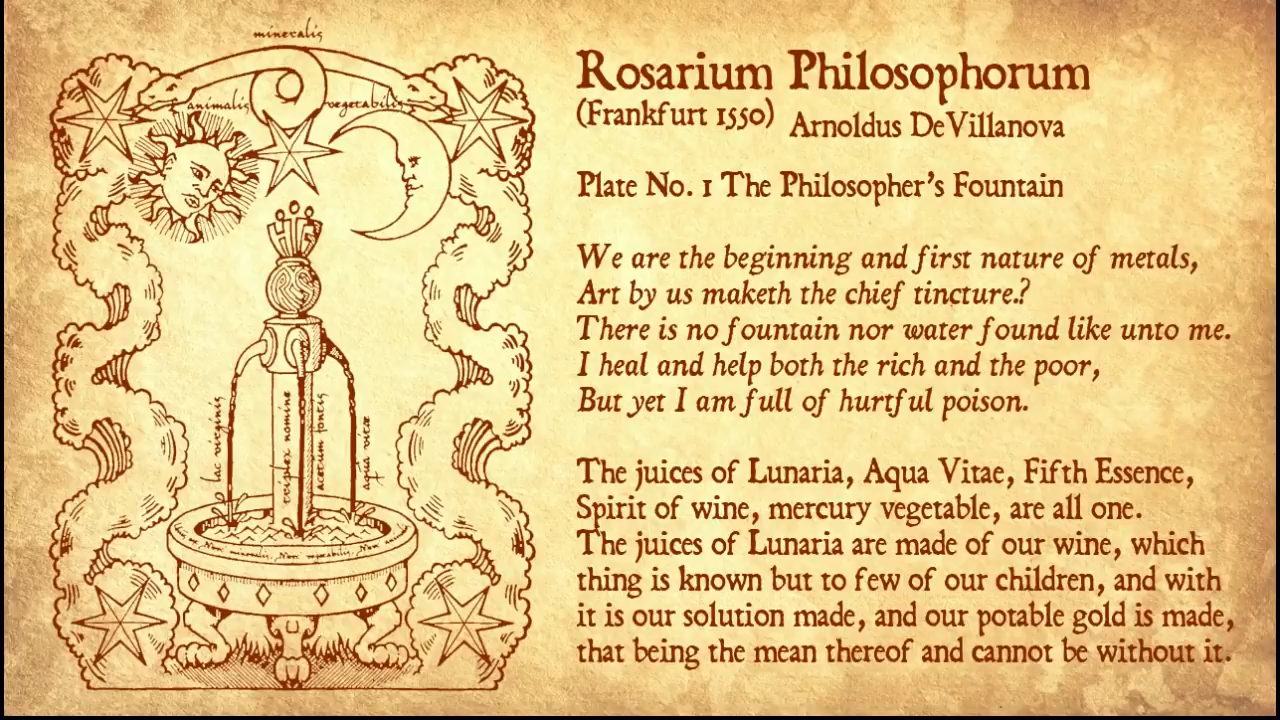 mineralis
animalis
vegetabilis
lac virginis
triplex nomine
acetum fontis
aqua vitæ
Non mineralis, Non vegetabilis, Non
Rosarium Philosophorum
(Frankfurt 1550) Arnoldus DeVillanova
Plate No. 1 The Philosopher's Fountain
We are the beginning and first nature of metals,
Art by us maketh the chief tincture.?
There is no fountain nor water found like unto me.
I heal and help both the rich and the poor,
But yet I am full of hurtful poison.
The juices of Lunaria, Aqua Vitae, Fifth Essence,
Spirit of wine, mercury vegetable, are all one.
The juices of Lunaria are made of our wine, which
thing is known but to few of our children, and with
it is our solution made, and our potable gold is made,
that being the mean thereof and cannot be without it.